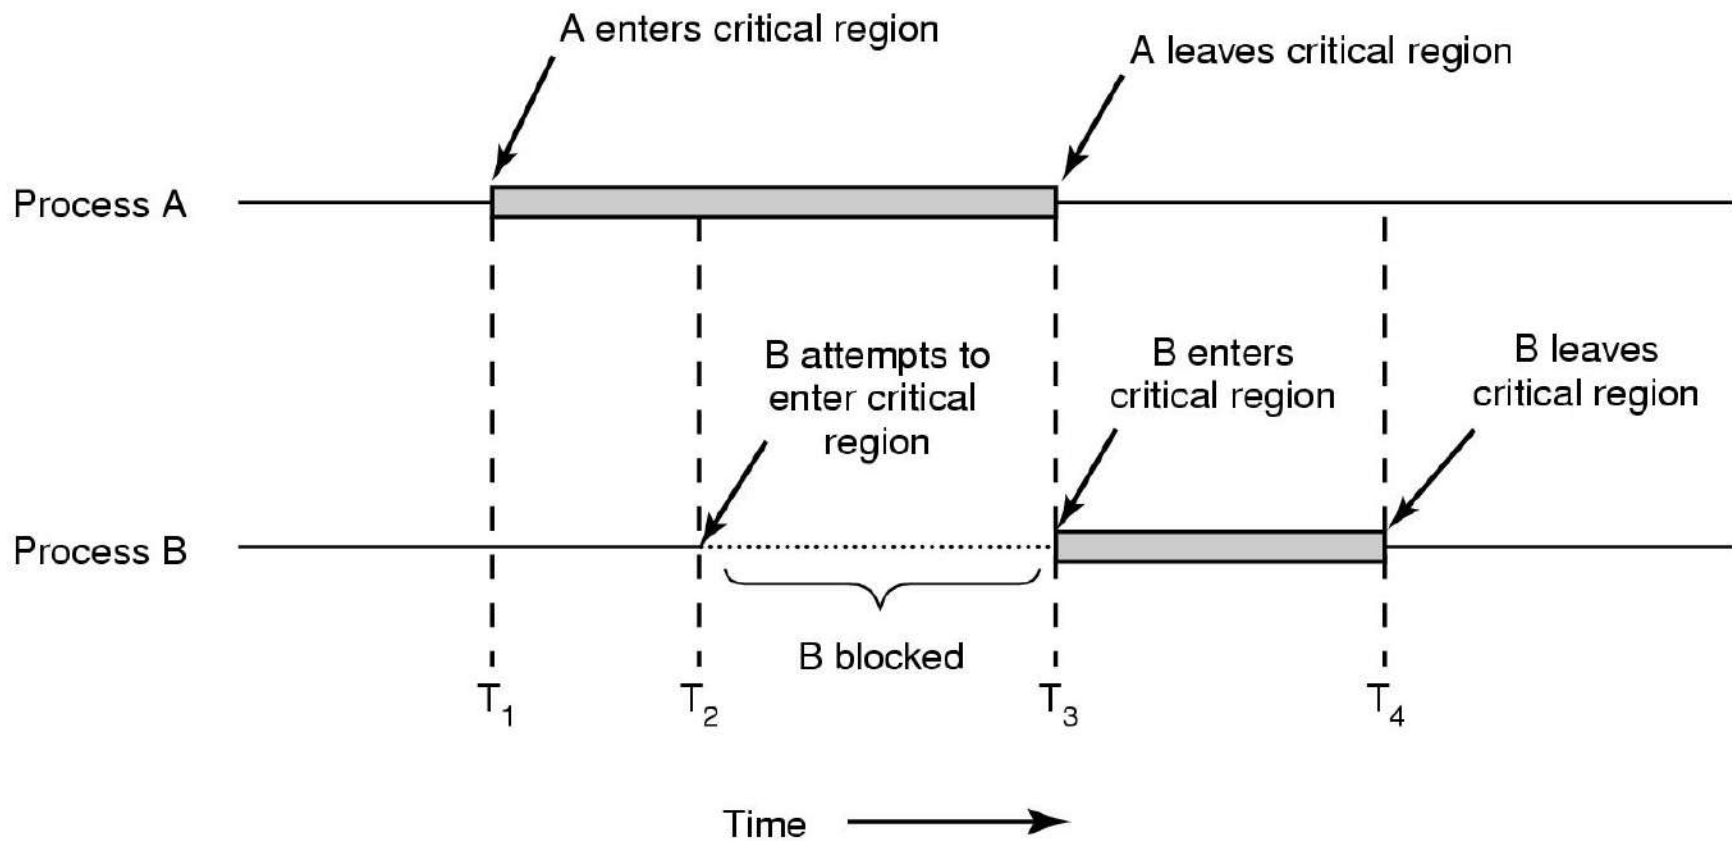 A enters critical region
A leaves critical region
Process A
B attempts to
enter critical
region
B enters
critical region
B leaves
critical region
Process B
B blocked
T1
T2
T3
T4
Time